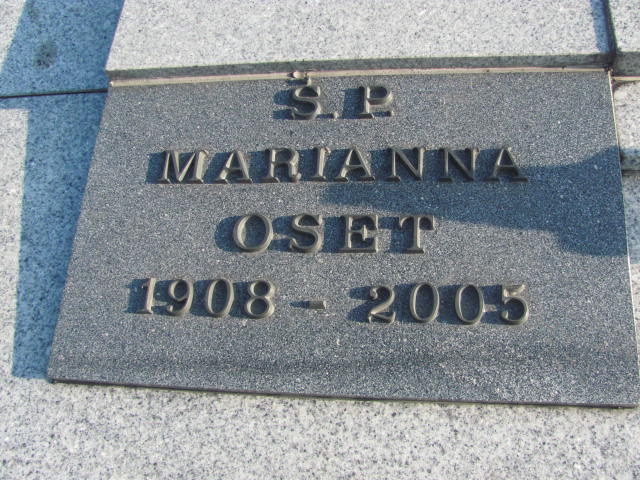 Ś.P.
MARIANNA
OSET
1908 - 2005